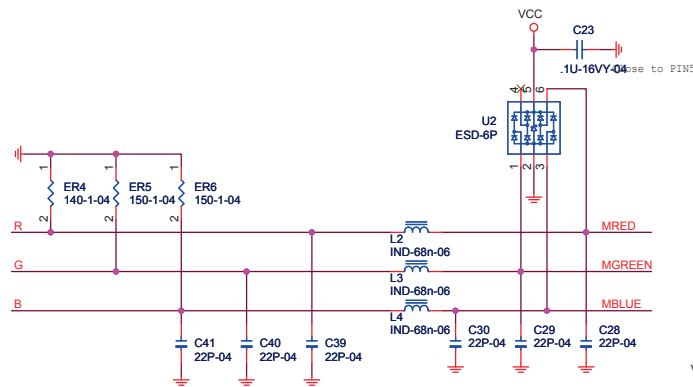 VCC
C23
.1U-16VY-04
Close to PIN5
4 5 6
U2
ESD-6P
1 2 3
1 1 1
ER4
140-1-04
ER5
150-1-04
ER6
150-1-04
2 2 2
R
L2
IND-68n-06
MRED
G
L3
IND-68n-06
MGREEN
B
L4
IND-68n-06
MBLUE
C41
22P-04
C40
22P-04
C39
22P-04
C30
22P-04
C29
22P-04
C28
22P-04